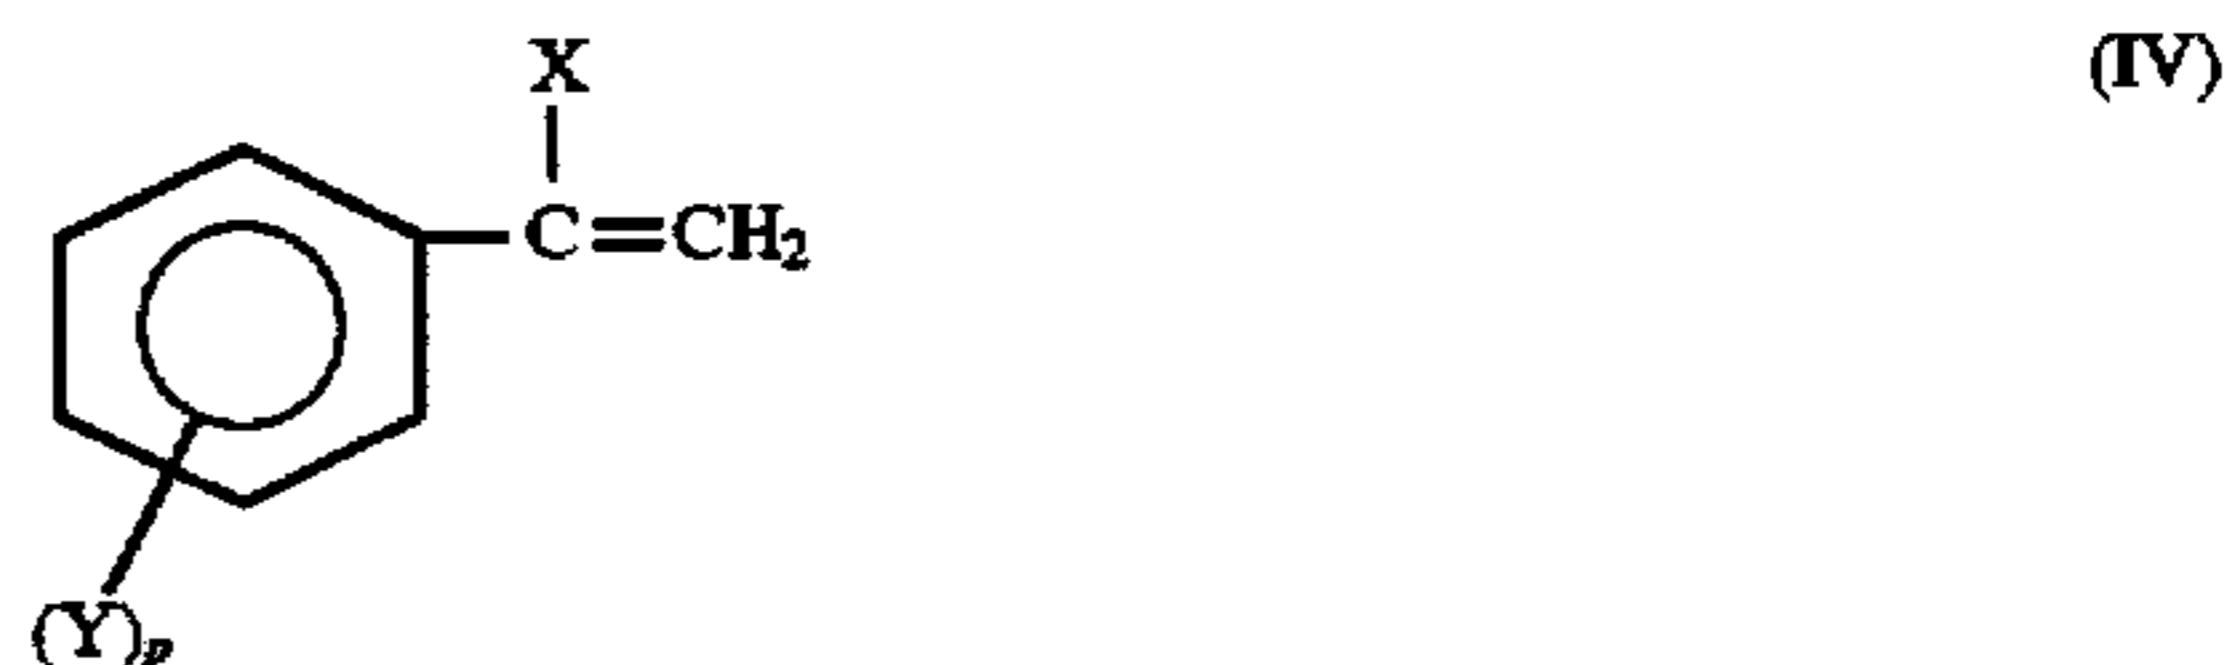 X (IV)
C=CH₂
(Y)ₚ